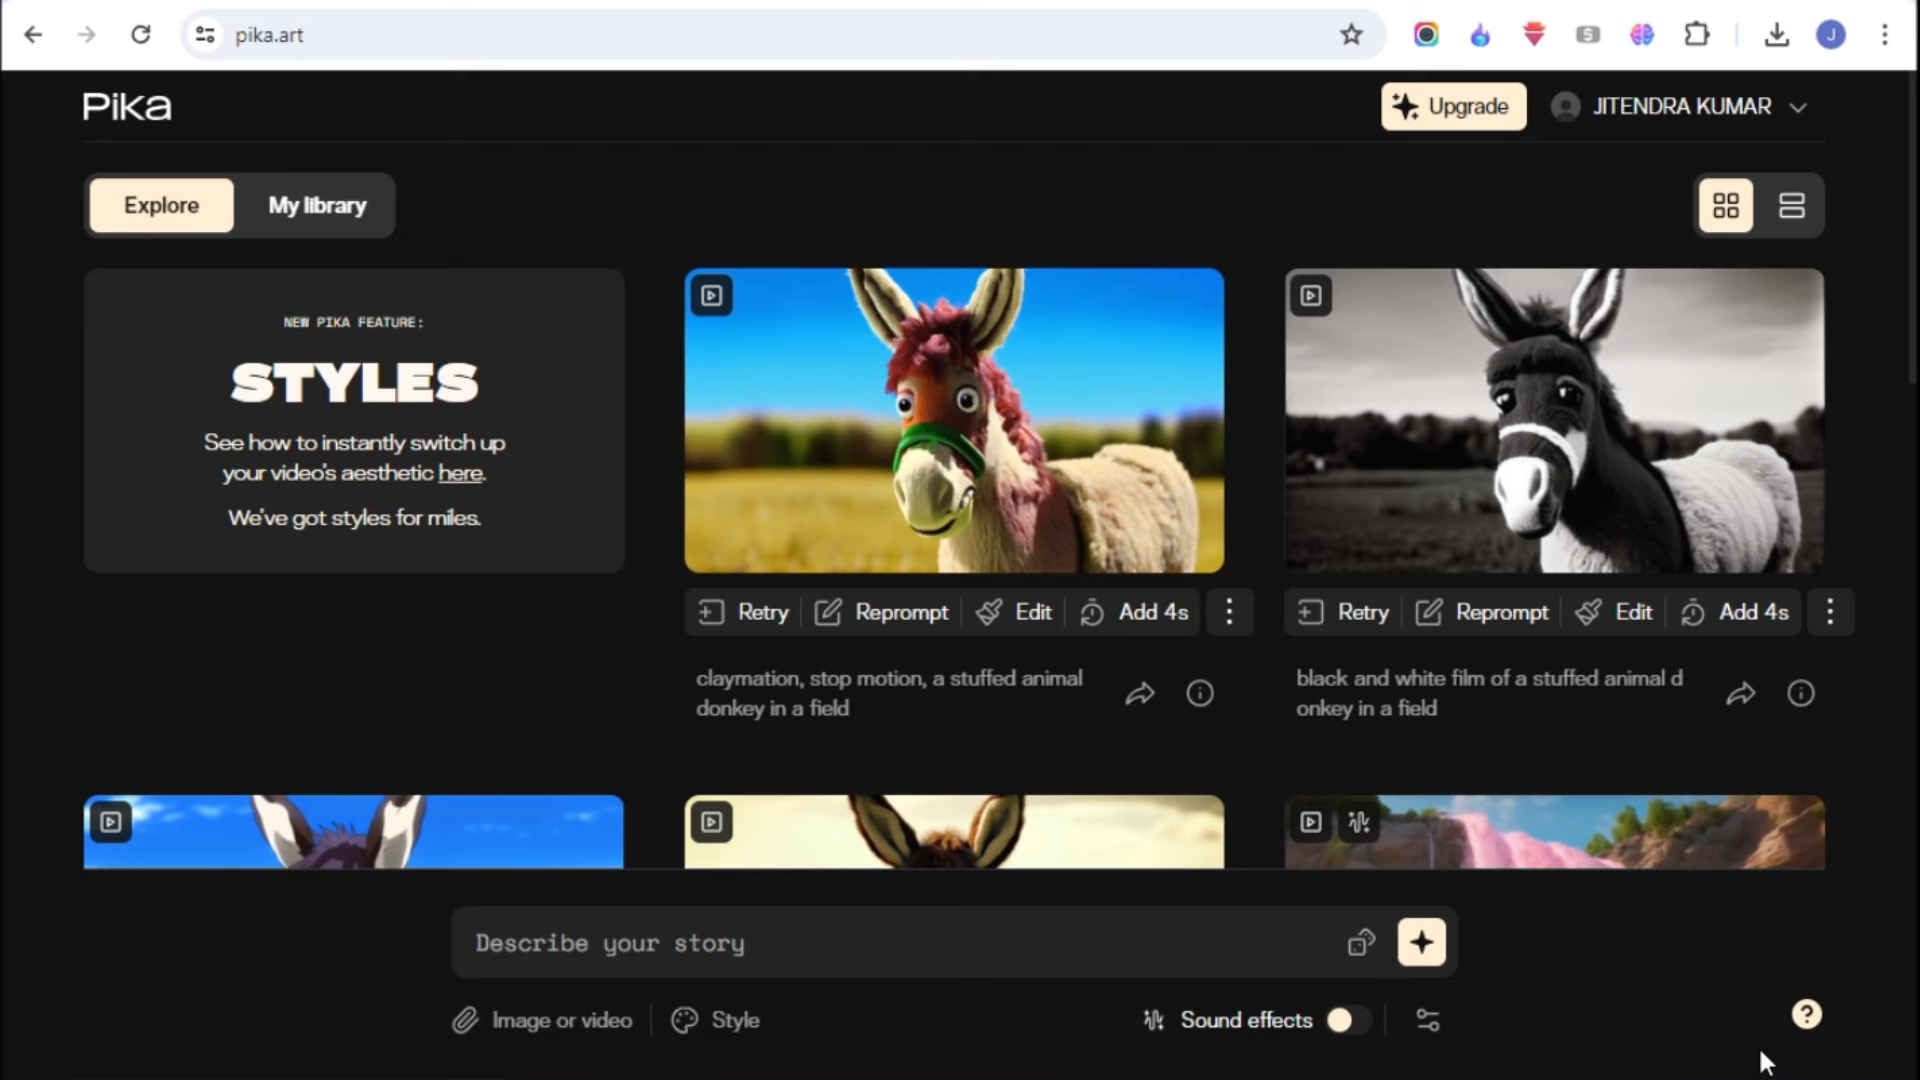 pika.art
S
J
Pika
Upgrade
JITENDRA KUMAR
Explore
My library
NEW PIKA FEATURE:
STYLES
See how to instantly switch up
your video's aesthetic here.
We've got styles for miles.
Retry
Reprompt
Edit
Add 4s
Retry
Reprompt
Edit
Add 4s
claymation, stop motion, a stuffed animal
donkey in a field
black and white film of a stuffed animal d
onkey in a field
Describe your story
Image or video
Style
Sound effects
?